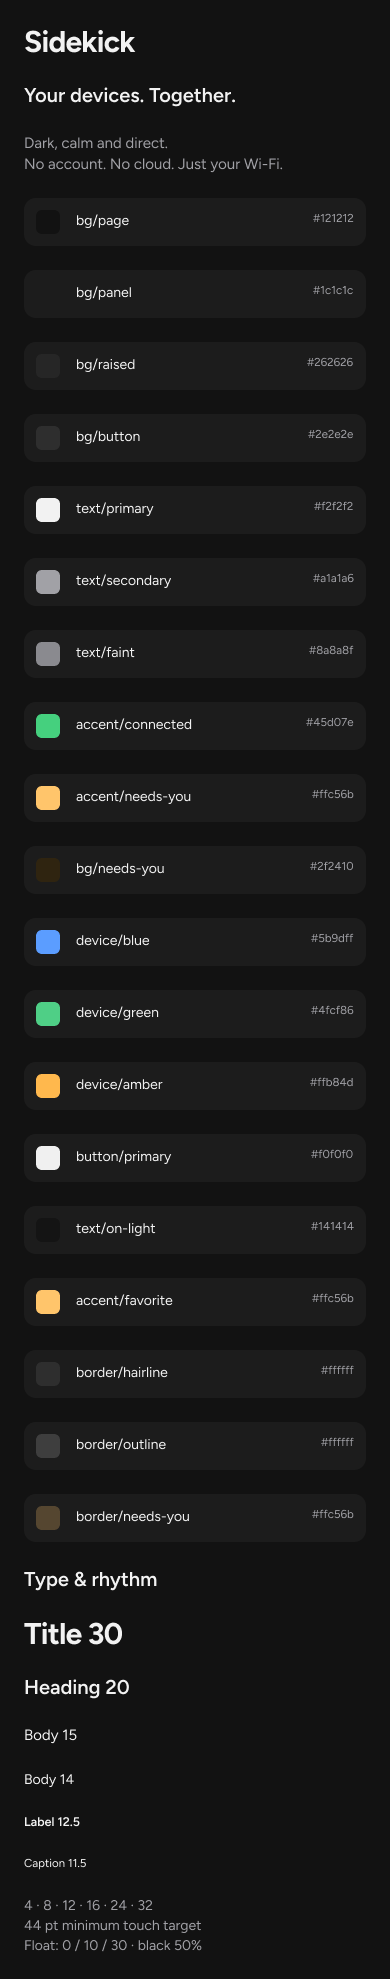 Sidekick
Your devices. Together.
Dark, calm and direct.
No account. No cloud. Just your Wi-Fi.
bg/page #121212
bg/panel #1c1c1c
bg/raised #262626
bg/button #2e2e2e
text/primary #f2f2f2
text/secondary #a1a1a6
text/faint #8a8a8f
accent/connected #45d07e
accent/needs-you #ffc56b
bg/needs-you #2f2410
device/blue #5b9dff
device/green #4fcf86
device/amber #ffb84d
button/primary #f0f0f0
text/on-light #141414
accent/favorite #ffc56b
border/hairline #ffffff
border/outline #ffffff
border/needs-you #ffc56b
Type & rhythm
Title 30
Heading 20
Body 15
Body 14
Label 12.5
Caption 11.5
4 · 8 · 12 · 16 · 24 · 32
44 pt minimum touch target
Float: 0 / 10 / 30 · black 50%